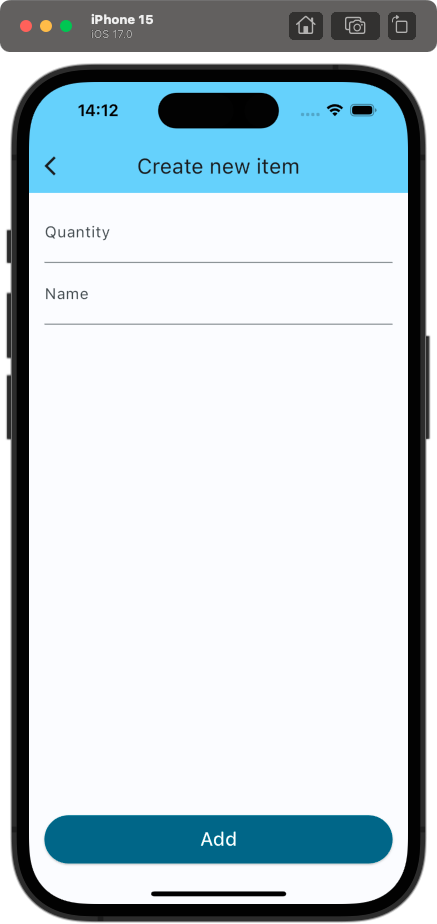 iPhone 15
iOS 17.0
14:12
Create new item
Quantity
Name
Add